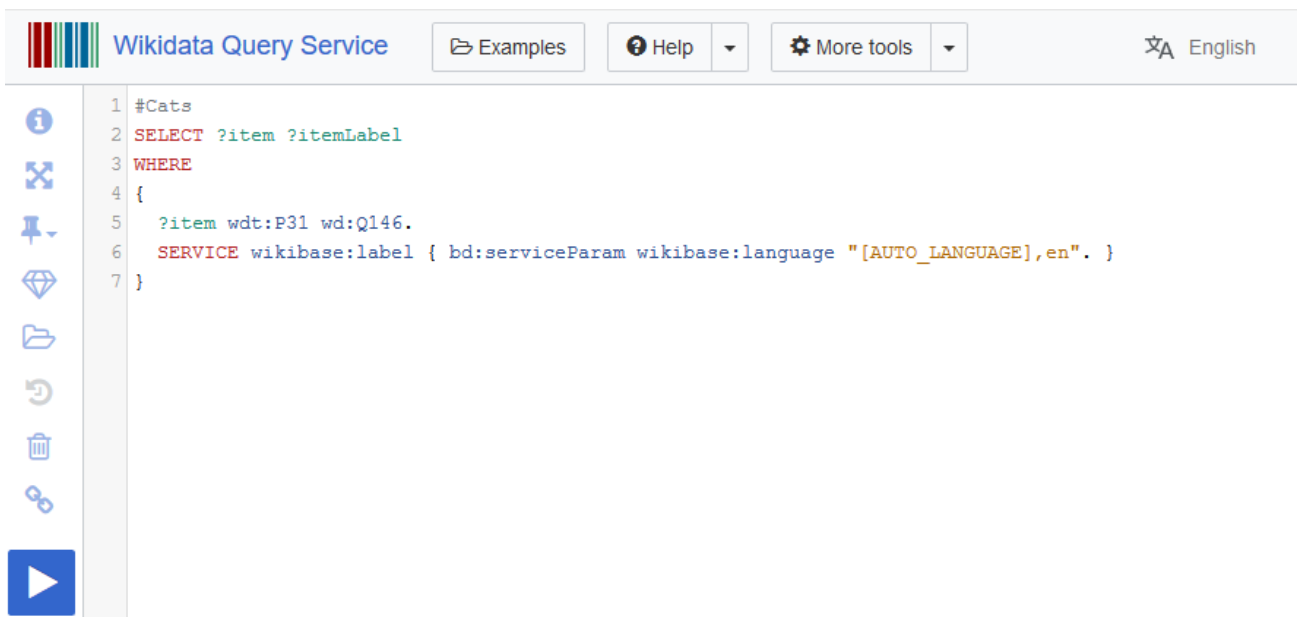 Wikidata Query Service Examples Help More tools English
1 #Cats
2 SELECT ?item ?itemLabel
3 WHERE
4 {
5   ?item wdt:P31 wd:Q146.
6   SERVICE wikibase:label { bd:serviceParam wikibase:language "[AUTO_LANGUAGE],en". }
7 }